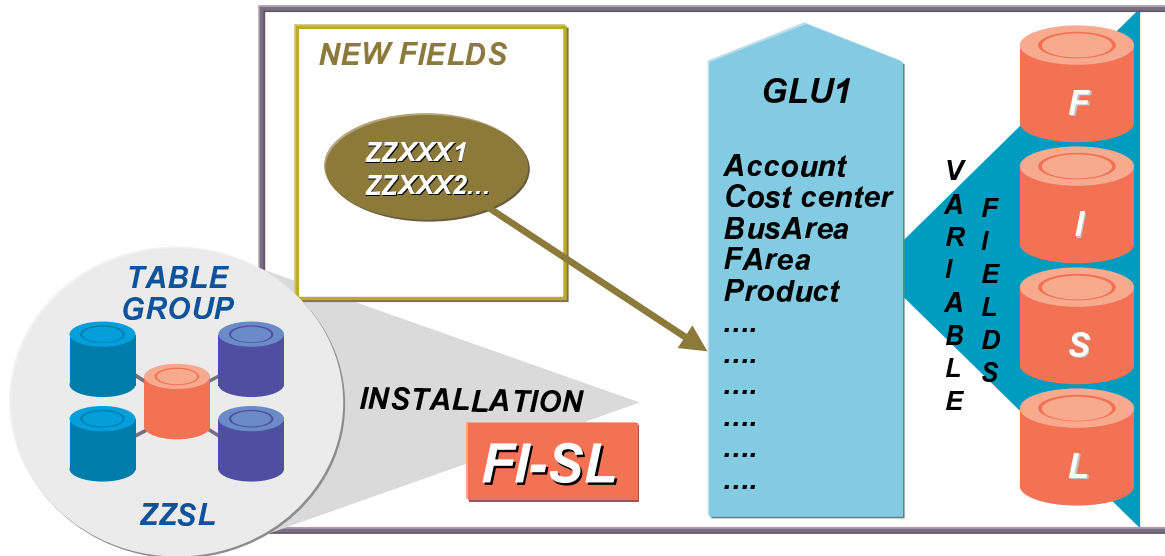 NEW FIELDS
ZZXXX1
ZZXXX2...
TABLE
GROUP
ZZSL
INSTALLATION
FI-SL
GLU1
Account
Cost center
BusArea
FArea
Product
....
....
....
....
....
....
VARIABLE
FIELDS
F
I
S
L